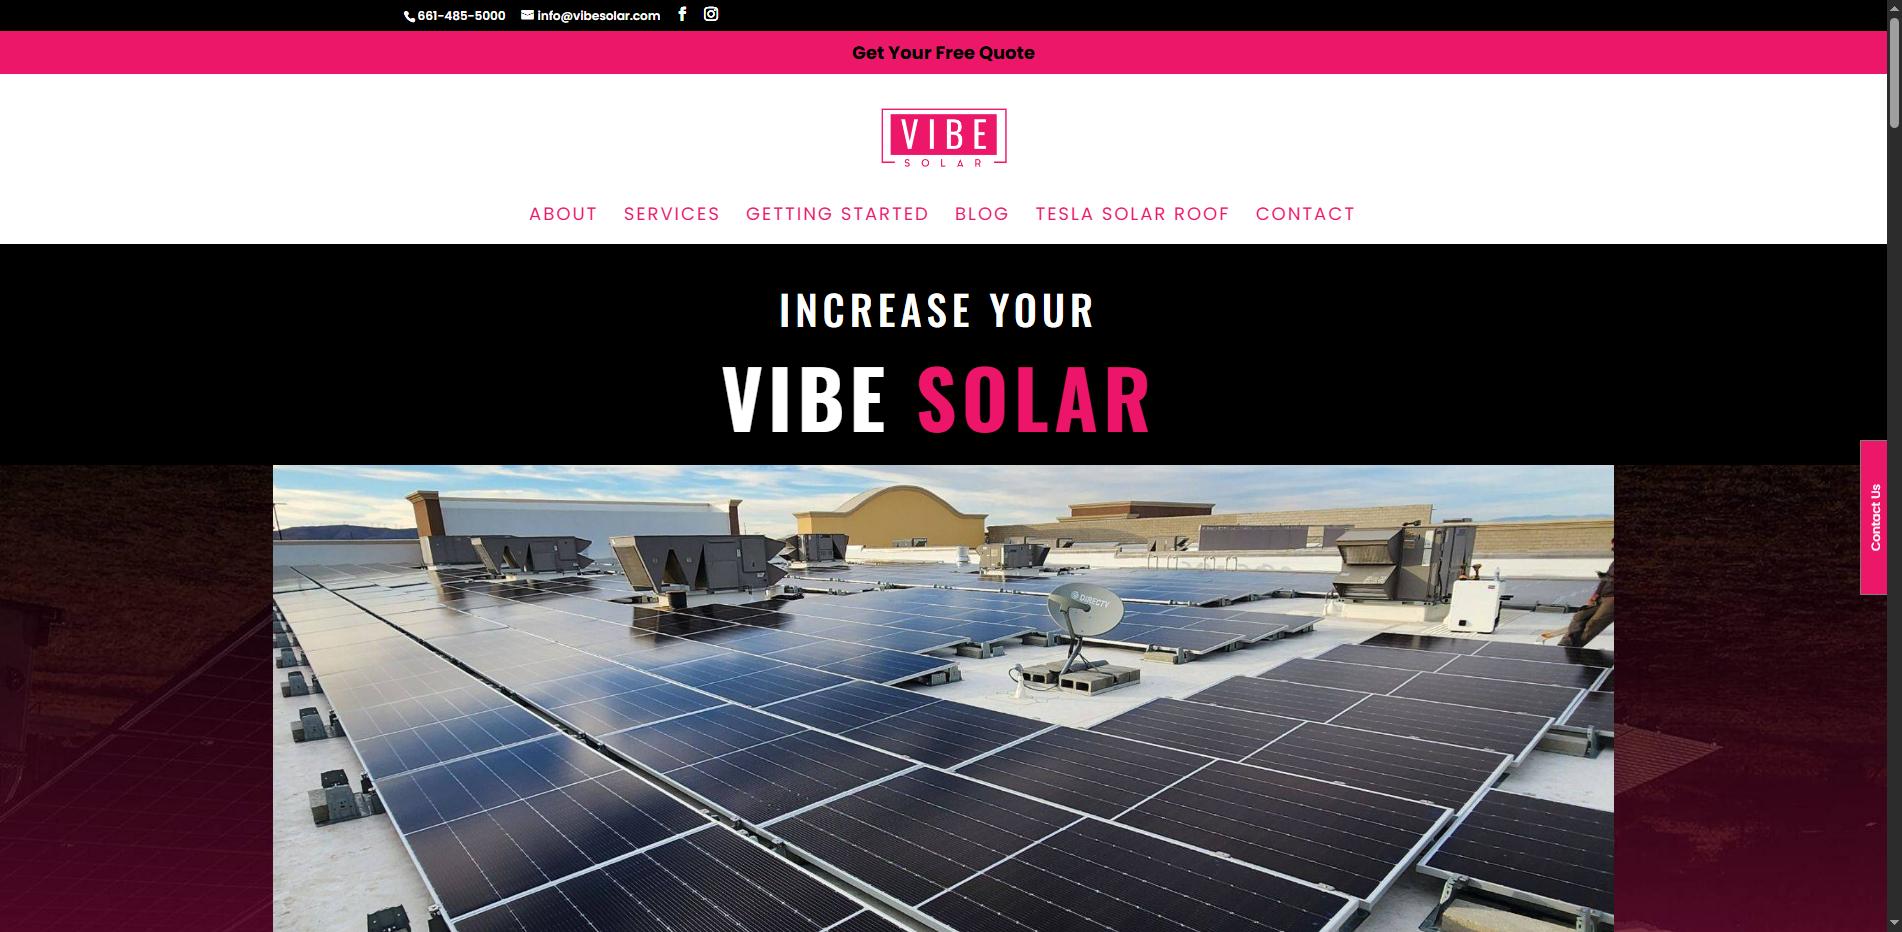 661-485-5000 info@vibesolar.com
Get Your Free Quote
VIBE
SOLAR
ABOUT SERVICES GETTING STARTED BLOG TESLA SOLAR ROOF CONTACT
INCREASE YOUR
VIBE SOLAR
Contact Us
DIRECTV